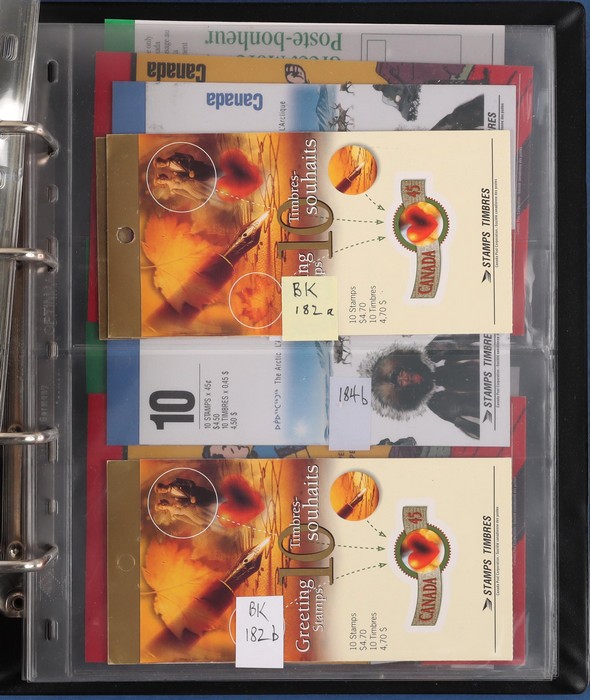 Poste-bonheur
Canada
Canada
L'Arctique
Timbres-
souhaits
10
BK
182a
10 Stamps
$4.70
10 Timbres
4,70 $
45
CANADA
STAMPS TIMBRES
10
10 STAMPS x 45¢
$4.50
10 TIMBRES x 0,45 $
4,50 $
The Arctic
184b
STAMPS TIMBRES
Greeting
Stamps
10
Timbres-
souhaits
BK
182b
10 Stamps
$4.70
10 Timbres
4,70 $
45
CANADA
STAMPS TIMBRES